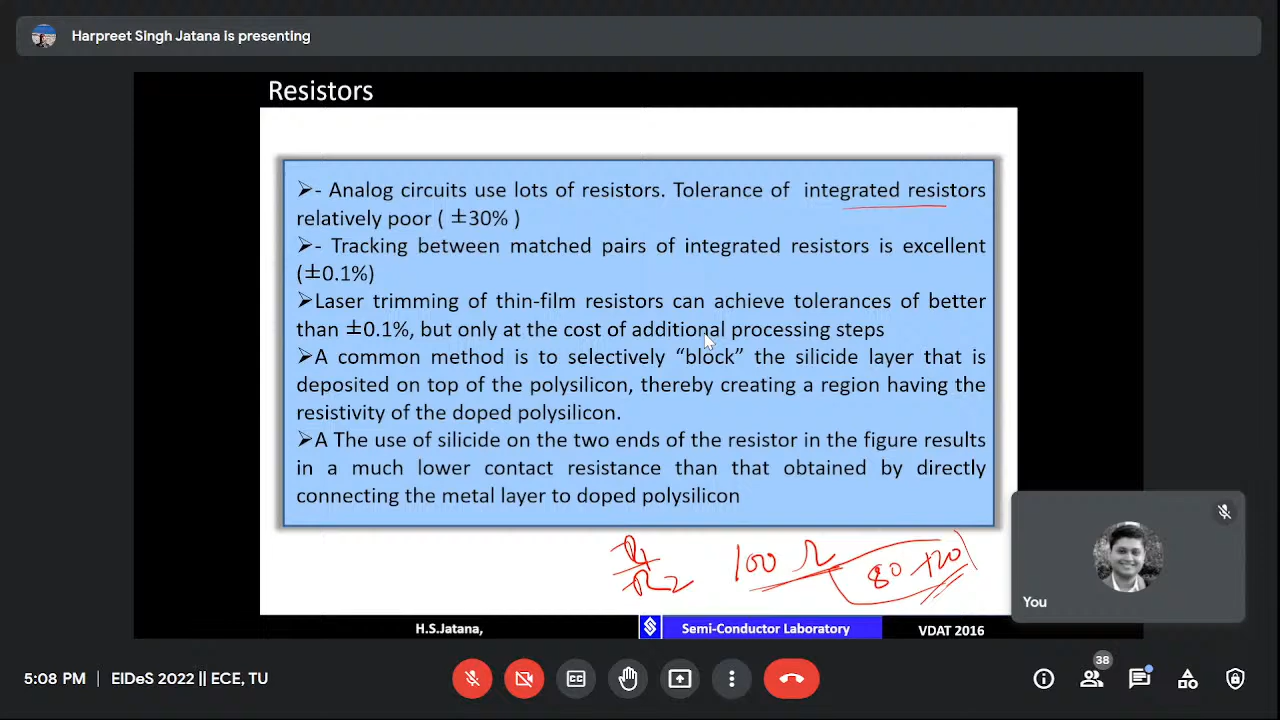 Harpreet Singh Jatana is presenting
Resistors
➢- Analog circuits use lots of resistors. Tolerance of integrated resistors
relatively poor ( ±30% )
➢- Tracking between matched pairs of integrated resistors is excellent
(±0.1%)
➢Laser trimming of thin-film resistors can achieve tolerances of better
than ±0.1%, but only at the cost of additional processing steps
➢A common method is to selectively “block” the silicide layer that is
deposited on top of the polysilicon, thereby creating a region having the
resistivity of the doped polysilicon.
➢A The use of silicide on the two ends of the resistor in the figure results
in a much lower contact resistance than that obtained by directly
connecting the metal layer to doped polysilicon
R1
R2
100 Ω
80
120
You
H.S.Jatana,
Semi-Conductor Laboratory
VDAT 2016
5:08 PM | EIDeS 2022 || ECE, TU
CC
38